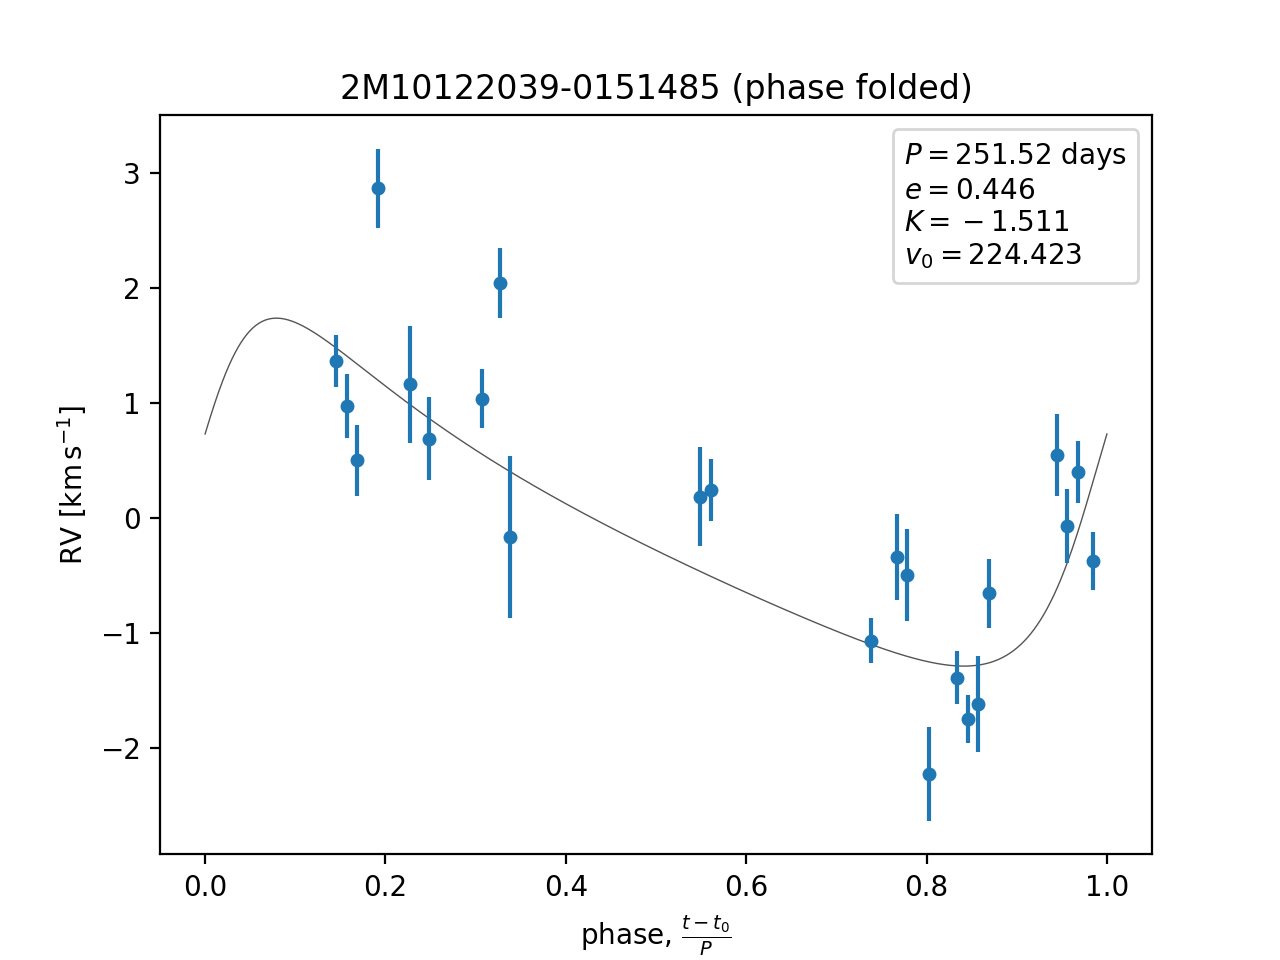 2M10122039-0151485 (phase folded)
P = 251.52 days
e = 0.446
K = −1.511
v₀ = 224.423
3
2
1
0
−1
−2
RV [km s⁻¹]
0.0 0.2 0.4 0.6 0.8 1.0
phase, (t − t₀)/P